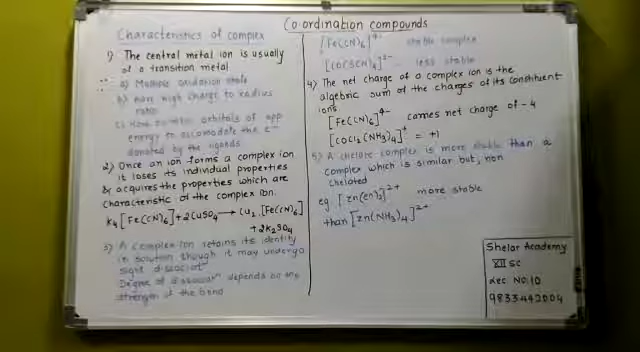 Co-ordination compounds
Characteristics of complex
1) The central metal ion is usually
of a transition metal
a) Multiple oxidation state
b) have high charge to radius
ratio
c) Have orbitals of app
energy to accomodate the e⁻
donated by the ligands
2) Once an ion forms a complex ion
it loses its individual properties
& acquires the properties which are
characteristic of the complex ion.
K4[Fe(CN)6]+2CuSO4→Cu2.[Fe(CN)6]
+2K2SO4
3) A complex ion retains its identity
in solution though it may undergo
slight dissociatⁿ
Degree of dissociatⁿ depends on the
strength of the bond
[Fe(CN)6]4- stable complex
[Co(SCN)4]2- less stable
4) The net charge of a complex ion is the
algebric sum of the charges of its constituent
ions
[Fe(CN)6]4- carries net charge of -4
[COCl2(NH3)4]+ = +1
5) A chelate complex is more stable than a
complex which is similar but, non
chelated
eg. [Zn(en)2]2+ more stable
than [Zn(NH3)4]2+
Shelar Academy
XII SC
Lec No:10
9833442004